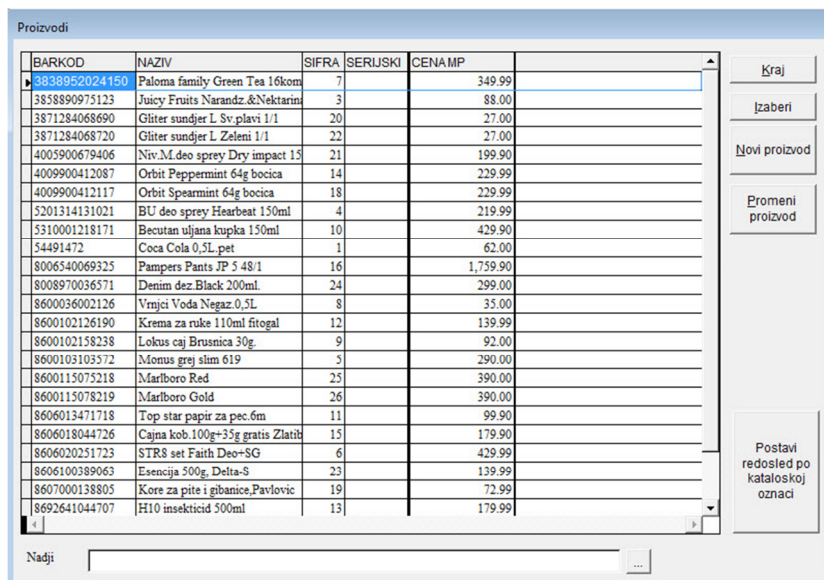 Proizvodi
BARKOD NAZIV SIFRA SERIJSKI CENAMP
3838952024150 Paloma family Green Tea 16kom 7 349.99
3858890975123 Juicy Fruits Narandz.&Nektarina 3 88.00
3871284068690 Gliter sundjer L Sv.plavi 1/1 20 27.00
3871284068720 Gliter sundjer L Zeleni 1/1 22 27.00
4005900679406 Niv.M.deo sprey Dry impact 15 21 199.90
4009900412087 Orbit Peppermint 64g bocica 14 229.99
4009900412117 Orbit Spearmint 64g bocica 18 229.99
5201314131021 BU deo sprey Hearbeat 150ml 4 219.99
5310001218171 Becutan uljana kupka 150ml 10 429.90
54491472 Coca Cola 0,5L.pet 1 62.00
8006540069325 Pampers Pants JP 5 48/1 16 1,759.90
8008970036571 Denim dez.Black 200ml. 24 299.00
8600036002126 Vrnjci Voda Negaz.0,5L 8 35.00
8600102126190 Krema za ruke 110ml fitogal 12 139.99
8600102158238 Lokus caj Brusnica 30g. 9 92.00
8600103103572 Monus grej slim 619 5 290.00
8600115075218 Marlboro Red 25 390.00
8600115078219 Marlboro Gold 26 390.00
8606013471718 Top star papir za pec.6m 11 99.90
8606018044726 Cajna kob.100g+35g gratis Zlatib 15 179.90
8606020251723 STR8 set Faith Deo+SG 6 429.99
8606100389063 Esencija 500g, Delta-S 23 139.99
8607000138805 Kore za pite i gibanice,Pavlovic 19 72.99
8692641044707 H10 insekticid 500ml 13 179.99
Kraj
Izaberi
Novi proizvod
Promeni
proizvod
Postavi
redosled po
kataloskoj
oznaci
Nadji
...